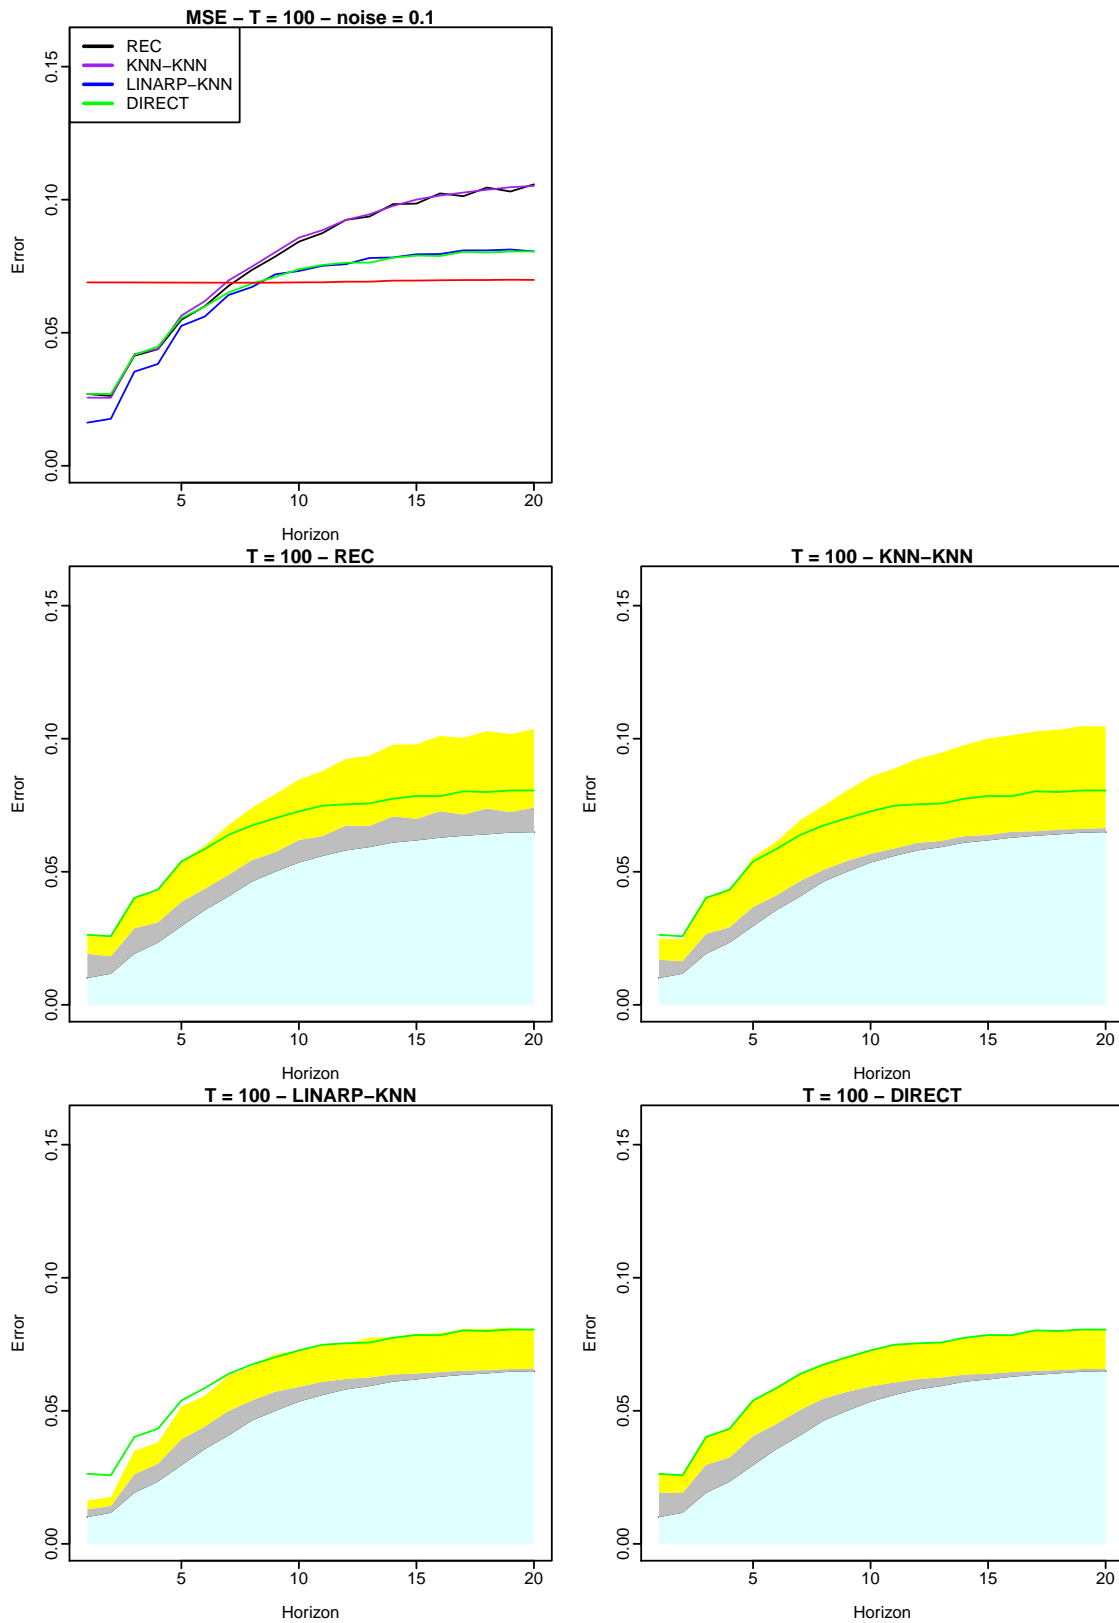 MSE – T = 100 – noise = 0.1
REC
KNN–KNN
LINARP–KNN
DIRECT
0.15
0.10
0.05
0.00
Error
5 10 15 20
Horizon
T = 100 – REC
0.15
0.10
0.05
0.00
Error
5 10 15 20
Horizon
T = 100 – KNN–KNN
0.15
0.10
0.05
0.00
Error
5 10 15 20
Horizon
T = 100 – LINARP–KNN
0.15
0.10
0.05
0.00
Error
5 10 15 20
Horizon
T = 100 – DIRECT
0.15
0.10
0.05
0.00
Error
5 10 15 20
Horizon